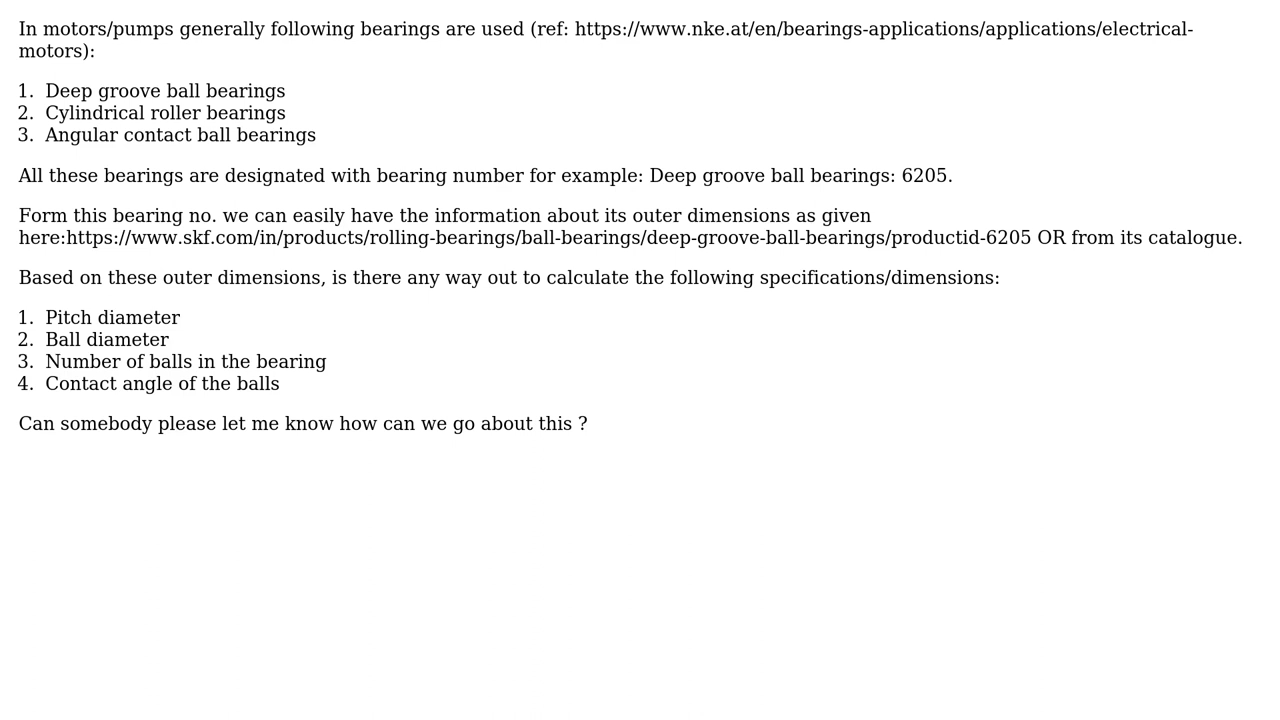 In motors/pumps generally following bearings are used (ref: https://www.nke.at/en/bearings-applications/applications/electrical-
motors):
1. Deep groove ball bearings
2. Cylindrical roller bearings
3. Angular contact ball bearings
All these bearings are designated with bearing number for example: Deep groove ball bearings: 6205.
Form this bearing no. we can easily have the information about its outer dimensions as given
here:https://www.skf.com/in/products/rolling-bearings/ball-bearings/deep-groove-ball-bearings/productid-6205 OR from its catalogue.
Based on these outer dimensions, is there any way out to calculate the following specifications/dimensions:
1. Pitch diameter
2. Ball diameter
3. Number of balls in the bearing
4. Contact angle of the balls
Can somebody please let me know how can we go about this ?